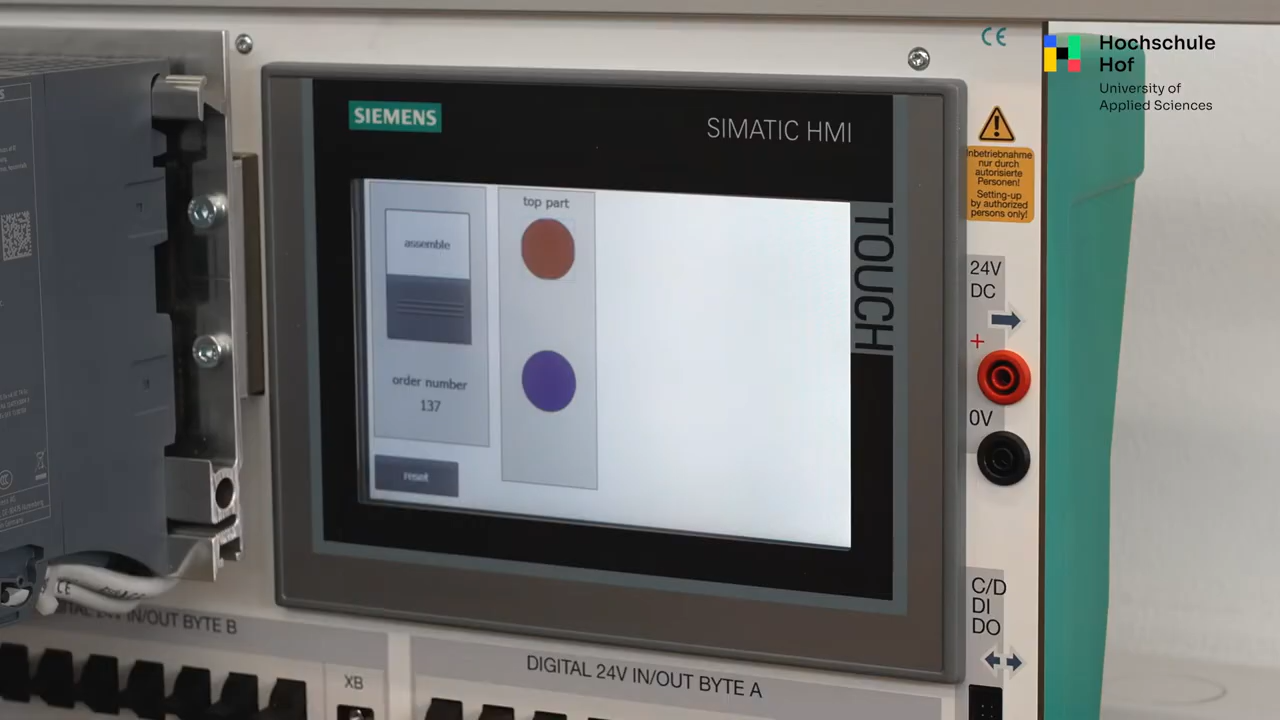 SIEMENS
SIMATIC HMI
TOUCH
top part
assemble
order number
137
reset
CE
Hochschule
Hof
University of
Applied Sciences
Inbetriebnahme
nur durch
autorisierte
Personen!
Setting-up
by authorized
persons only!
24V
DC
+
0V
C/D
DI
DO
24V IN/OUT BYTE B
XB
DIGITAL 24V IN/OUT BYTE A